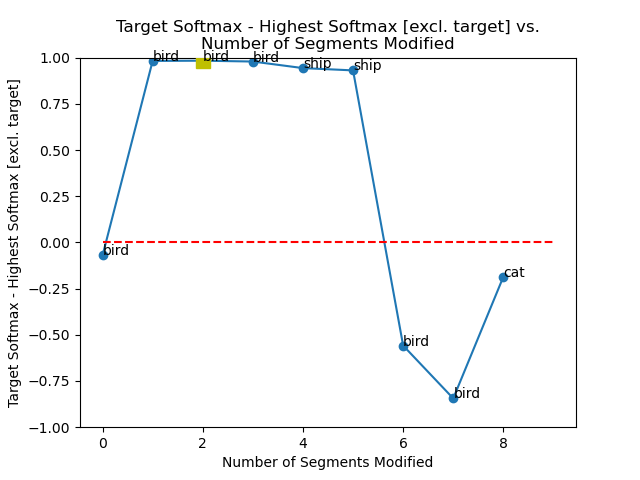 Target Softmax - Highest Softmax [excl. target] vs.
Number of Segments Modified
Target Softmax - Highest Softmax [excl. target]
1.00
0.75
0.50
0.25
0.00
−0.25
−0.50
−0.75
−1.00
bird
bird
bird
bird
ship
ship
bird
bird
cat
0 2 4 6 8
Number of Segments Modified